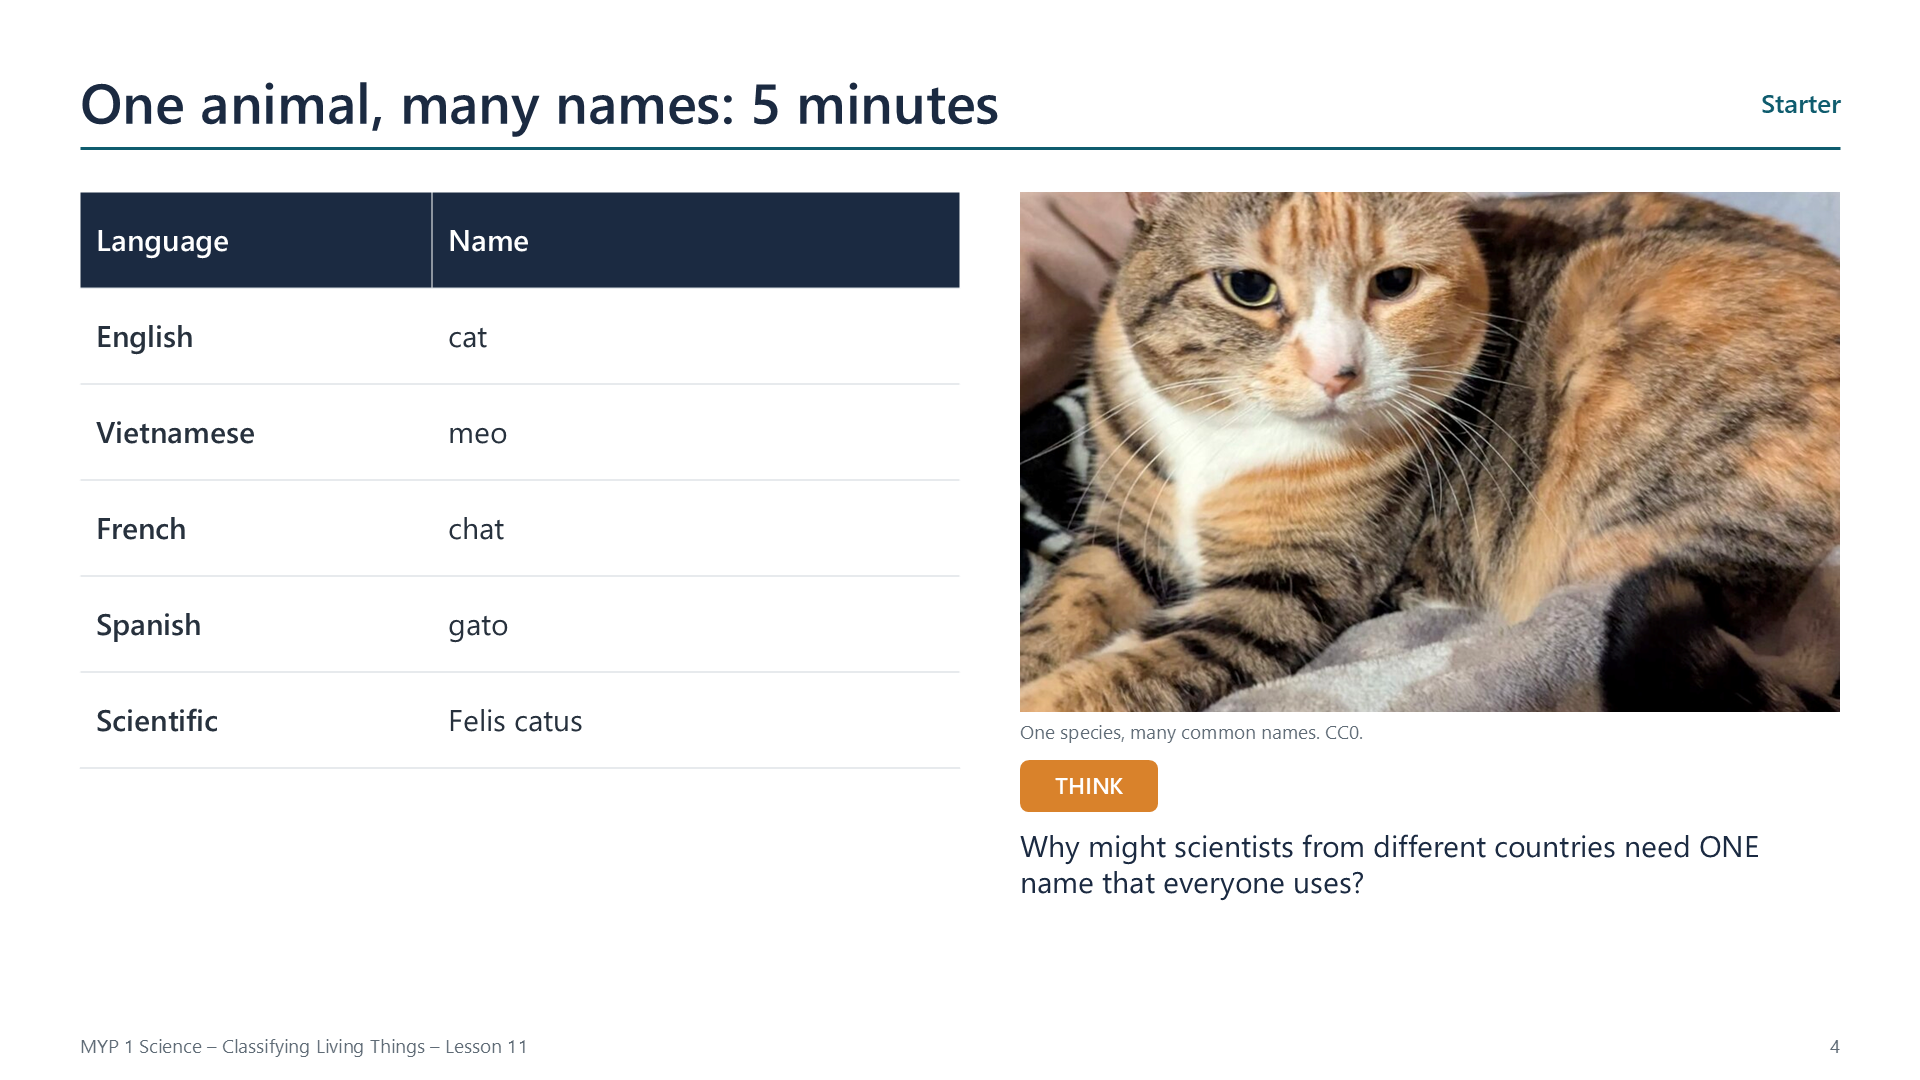 One animal, many names: 5 minutes
Starter
Language Name
English cat
Vietnamese meo
French chat
Spanish gato
Scientific Felis catus
One species, many common names. CC0.
THINK
Why might scientists from different countries need ONE
name that everyone uses?
MYP 1 Science – Classifying Living Things – Lesson 11
4